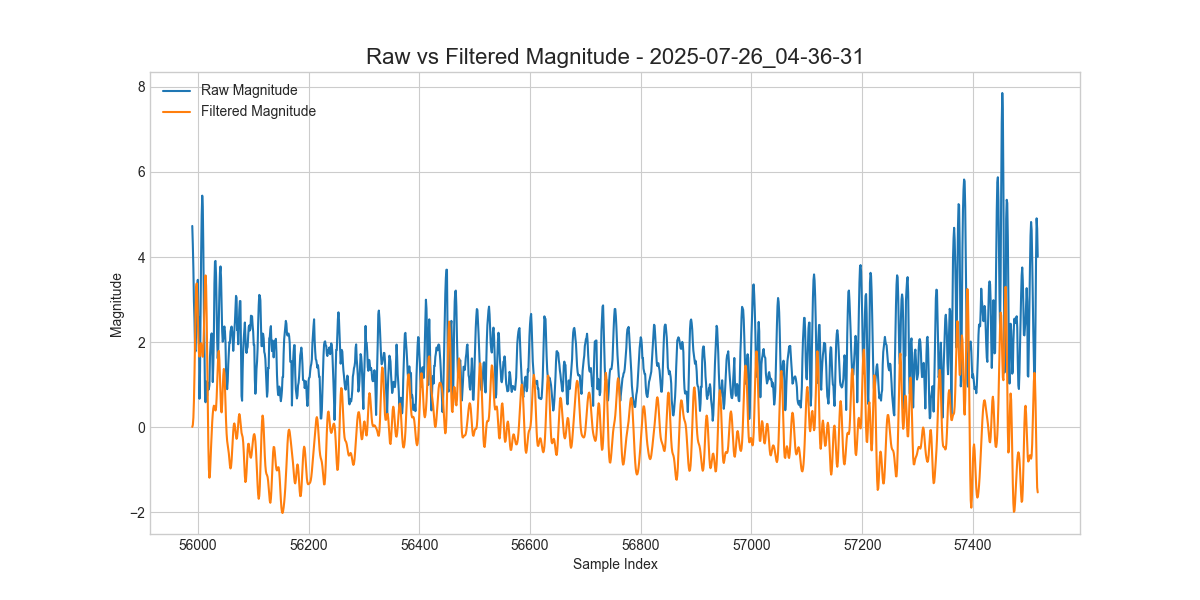 Raw vs Filtered Magnitude - 2025-07-26_04-36-31
Raw Magnitude
Filtered Magnitude
8
6
4
2
0
−2
Magnitude
56000 56200 56400 56600 56800 57000 57200 57400
Sample Index